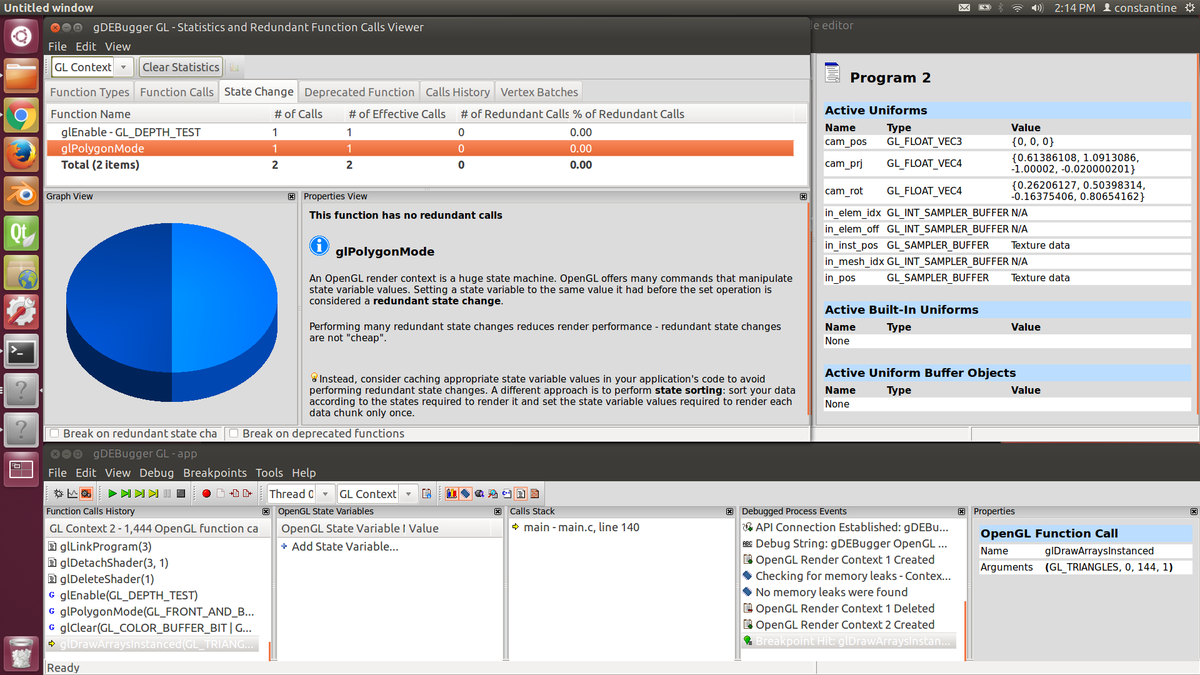 Untitled window
2:14 PM constantine
gDEBugger GL - Statistics and Redundant Function Calls Viewer
e editor
File Edit View
GL Context Clear Statistics
Function Types Function Calls State Change Deprecated Function Calls History Vertex Batches
Function Name # of Calls # of Effective Calls # of Redundant Calls % of Redundant Calls
glEnable - GL_DEPTH_TEST 1 1 0 0.00
glPolygonMode 1 1 0 0.00
Total (2 items) 2 2 0 0.00
Graph View
Properties View
This function has no redundant calls
glPolygonMode
An OpenGL render context is a huge state machine. OpenGL offers many commands that manipulate
state variable values. Setting a state variable to the same value it had before the set operation is
considered a redundant state change.
Performing many redundant state changes reduces render performance - redundant state changes
are not "cheap".
Instead, consider caching appropriate state variable values in your application's code to avoid
performing redundant state changes. A different approach is to perform state sorting: sort your data
according to the states required to render it and set the state variable values required to render each
data chunk only once.
Break on redundant state cha Break on deprecated functions
Program 2
Active Uniforms
Name Type Value
cam_pos GL_FLOAT_VEC3 {0, 0, 0}
cam_prj GL_FLOAT_VEC4 {0.61386108, 1.0913086,
-1.00002, -0.020000201}
cam_rot GL_FLOAT_VEC4 {0.26206127, 0.50398314,
-0.16375406, 0.80654162}
in_elem_idx GL_INT_SAMPLER_BUFFER N/A
in_elem_off GL_INT_SAMPLER_BUFFER N/A
in_inst_pos GL_SAMPLER_BUFFER Texture data
in_mesh_idx GL_INT_SAMPLER_BUFFER N/A
in_pos GL_SAMPLER_BUFFER Texture data
Active Built-In Uniforms
Name Type Value
None
Active Uniform Buffer Objects
Name Type Value
None
gDEBugger GL - app
File Edit View Debug Breakpoints Tools Help
Thread 0 GL Context
Function Calls History
GL Context 2 - 1,444 OpenGL function ca
glLinkProgram(3)
glDetachShader(3, 1)
glDeleteShader(1)
glEnable(GL_DEPTH_TEST)
glPolygonMode(GL_FRONT_AND_B...
glClear(GL_COLOR_BUFFER_BIT | G...
glDrawArraysInstanced(GL_TRIANG...
OpenGL State Variables
OpenGL State Variable Value
Add State Variable...
Calls Stack
main - main.c, line 140
Debugged Process Events
API Connection Established: gDEBu...
Debug String: gDEBugger OpenGL ...
OpenGL Render Context 1 Created
Checking for memory leaks - Contex...
No memory leaks were found
OpenGL Render Context 1 Deleted
OpenGL Render Context 2 Created
Breakpoint Hit: glDrawArraysInstan...
Properties
OpenGL Function Call
Name glDrawArraysInstanced
Arguments (GL_TRIANGLES, 0, 144, 1)
Ready